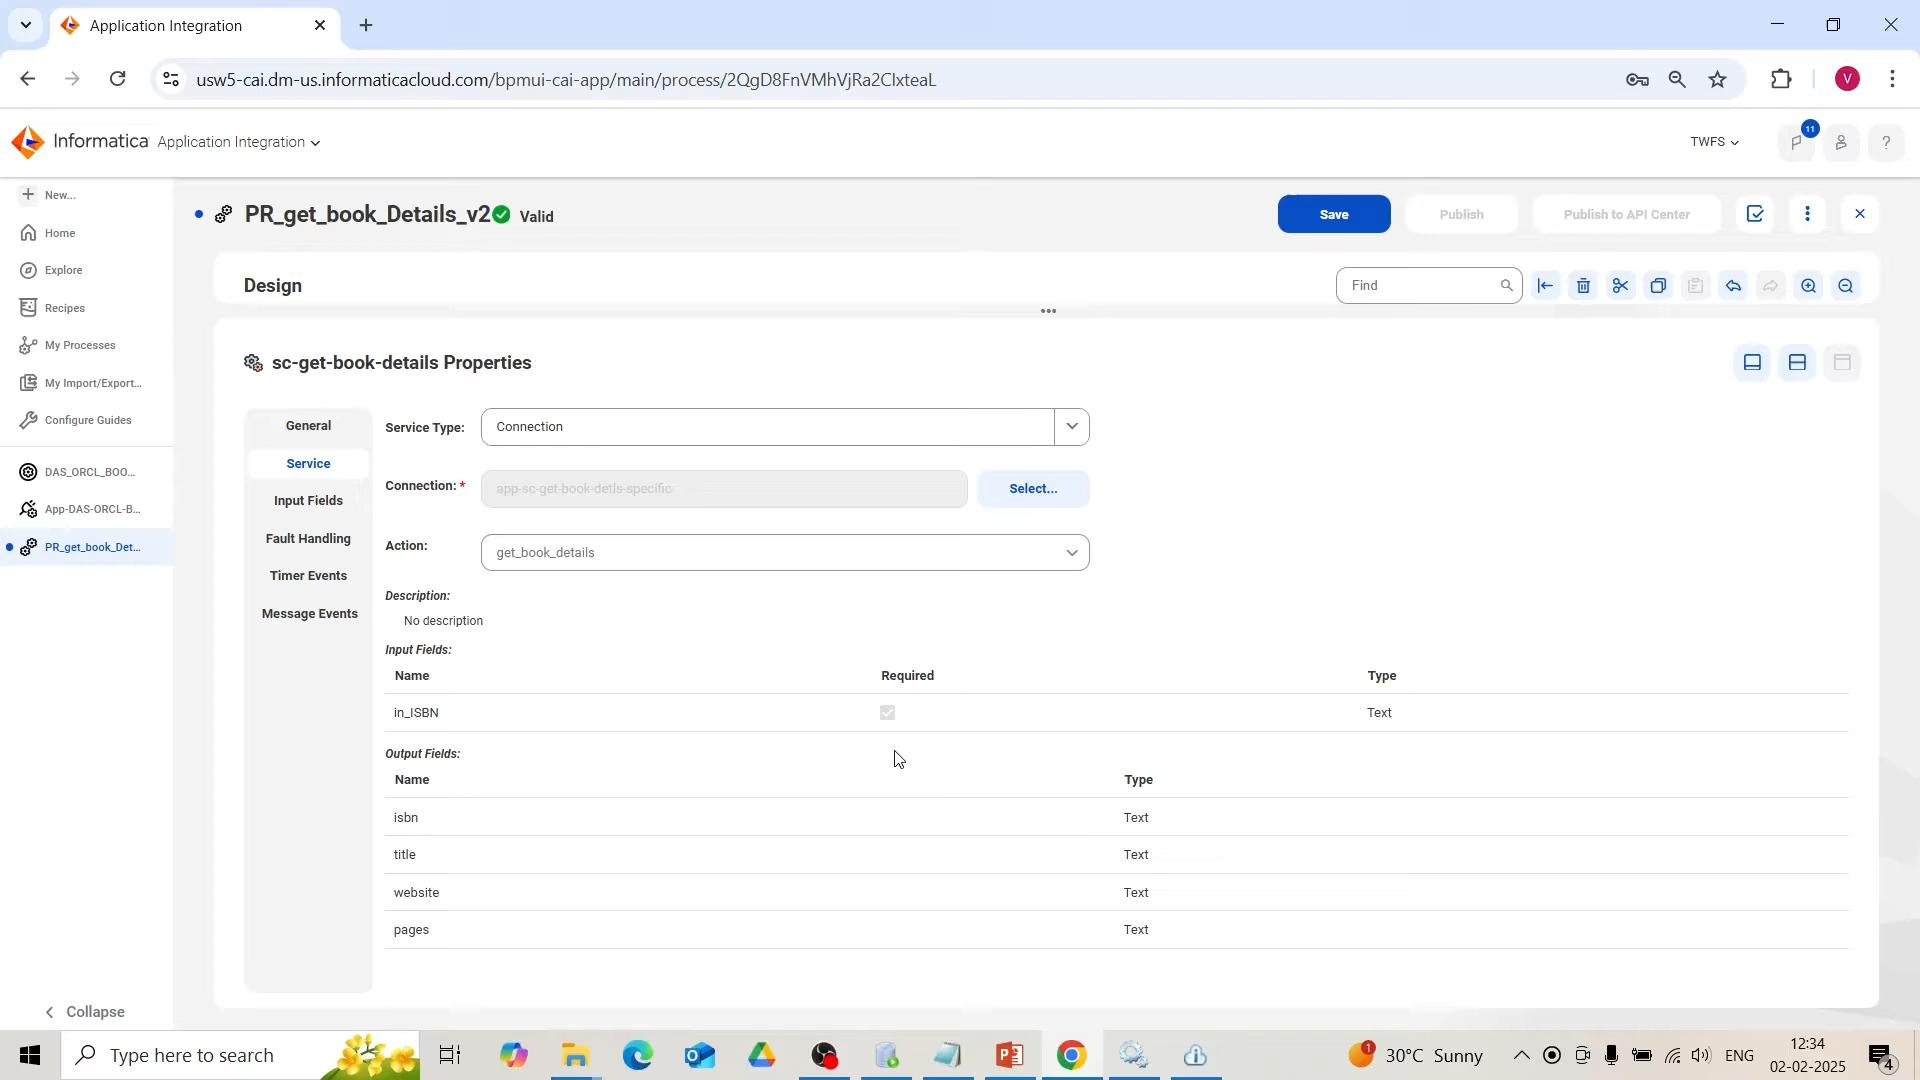 Application Integration
usw5-cai.dm-us.informaticacloud.com/bpmui-cai-app/main/process/2QgD8FnVMhVjRa2ClxteaL
V
Informatica Application Integration
TWFS
11
?
New...
Home
Explore
Recipes
My Processes
My Import/Export...
Configure Guides
DAS_ORCL_BOO...
App-DAS-ORCL-B...
PR_get_book_Det...
Collapse
PR_get_book_Details_v2 Valid
Save
Publish
Publish to API Center
Design
Find
sc-get-book-details Properties
General
Service
Input Fields
Fault Handling
Timer Events
Message Events
Service Type: Connection
Connection: * app-sc-get-book-detls-specific
Select...
Action: get_book_details
Description:
No description
Input Fields:
Name Required Type
in_ISBN Text
Output Fields:
Name Type
isbn Text
title Text
website Text
pages Text
Type here to search
1
30°C Sunny
ENG
12:34
02-02-2025
4